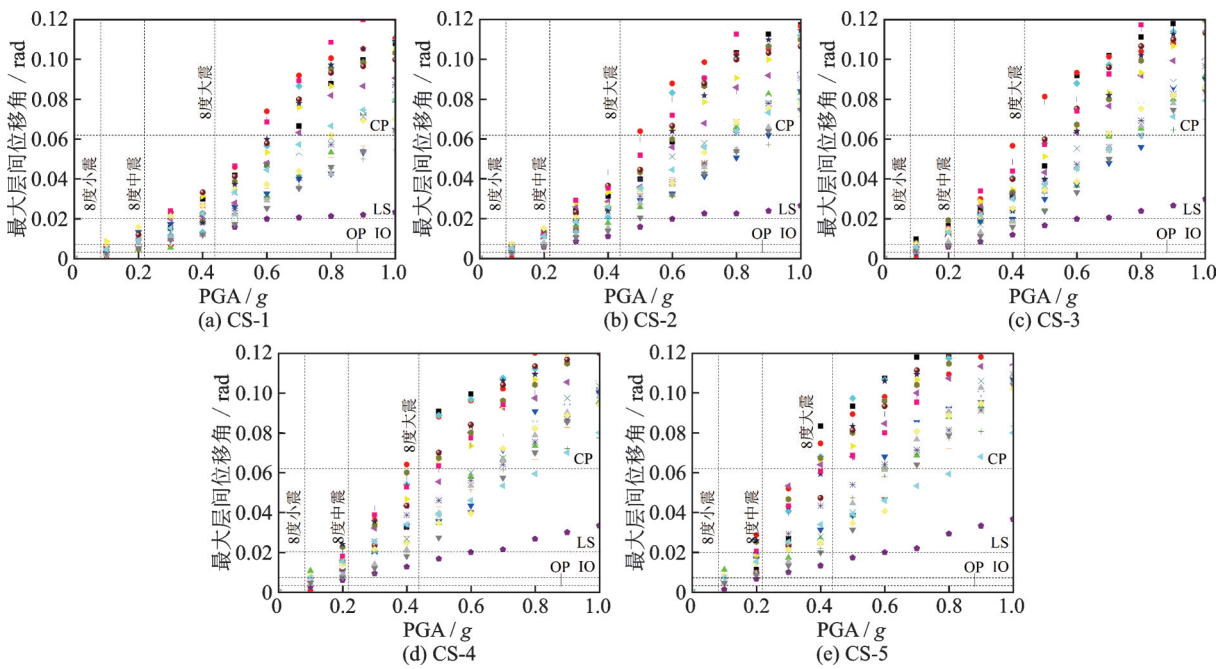 0.12
0.10
0.08
0.06
0.04
0.02
0
最大层间位移角 / rad
8度小震
8度中震
8度大震
CP
LS
OP IO
0 0.2 0.4 0.6 0.8 1.0
PGA / g
(a) CS-1
0.12
0.10
0.08
0.06
0.04
0.02
0
最大层间位移角 / rad
8度小震
8度中震
8度大震
CP
LS
OP IO
0 0.2 0.4 0.6 0.8 1.0
PGA / g
(b) CS-2
0.12
0.10
0.08
0.06
0.04
0.02
0
最大层间位移角 / rad
8度小震
8度中震
8度大震
CP
LS
OP IO
0 0.2 0.4 0.6 0.8 1.0
PGA / g
(c) CS-3
0.12
0.10
0.08
0.06
0.04
0.02
0
最大层间位移角 / rad
8度小震
8度中震
8度大震
CP
LS
OP IO
0 0.2 0.4 0.6 0.8 1.0
PGA / g
(d) CS-4
0.12
0.10
0.08
0.06
0.04
0.02
0
最大层间位移角 / rad
8度小震
8度中震
8度大震
CP
LS
OP IO
0 0.2 0.4 0.6 0.8 1.0
PGA / g
(e) CS-5